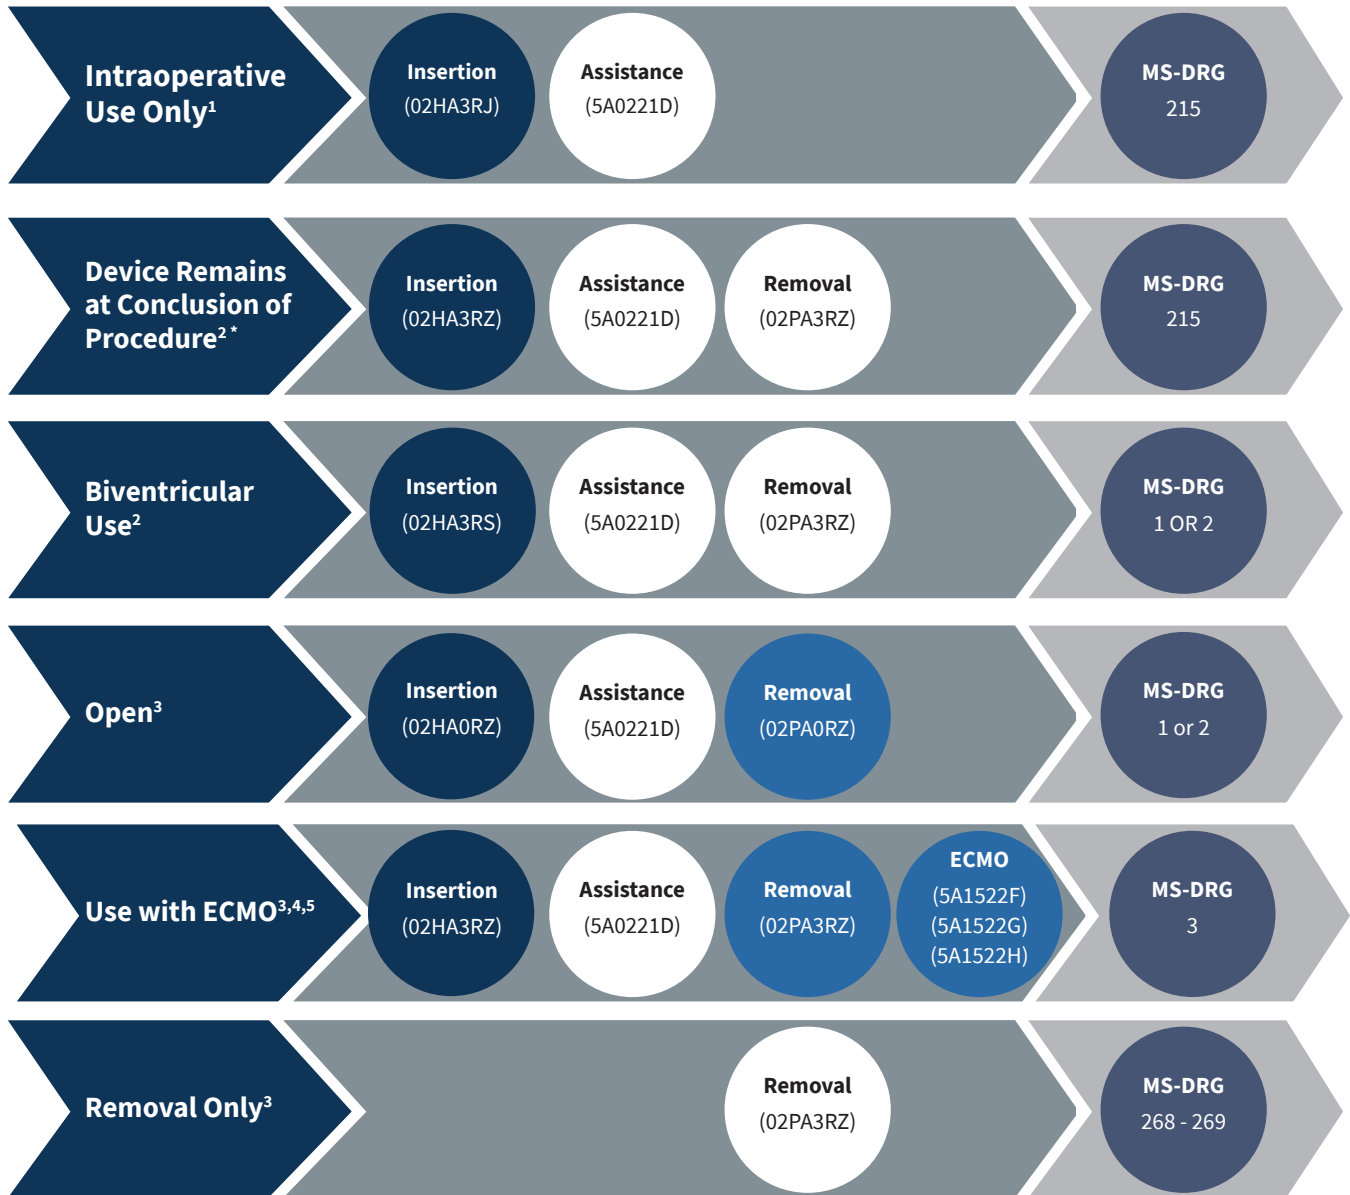 Intraoperative
Use Only¹
Insertion
(02HA3RJ)
Assistance
(5A0221D)
MS-DRG
215
Device Remains
at Conclusion of
Procedure² *
Insertion
(02HA3RZ)
Assistance
(5A0221D)
Removal
(02PA3RZ)
MS-DRG
215
Biventricular
Use²
Insertion
(02HA3RS)
Assistance
(5A0221D)
Removal
(02PA3RZ)
MS-DRG
1 OR 2
Open³
Insertion
(02HA0RZ)
Assistance
(5A0221D)
Removal
(02PA0RZ)
MS-DRG
1 or 2
Use with ECMO³,⁴,⁵
Insertion
(02HA3RZ)
Assistance
(5A0221D)
Removal
(02PA3RZ)
ECMO
(5A1522F)
(5A1522G)
(5A1522H)
MS-DRG
3
Removal Only³
Removal
(02PA3RZ)
MS-DRG
268 - 269